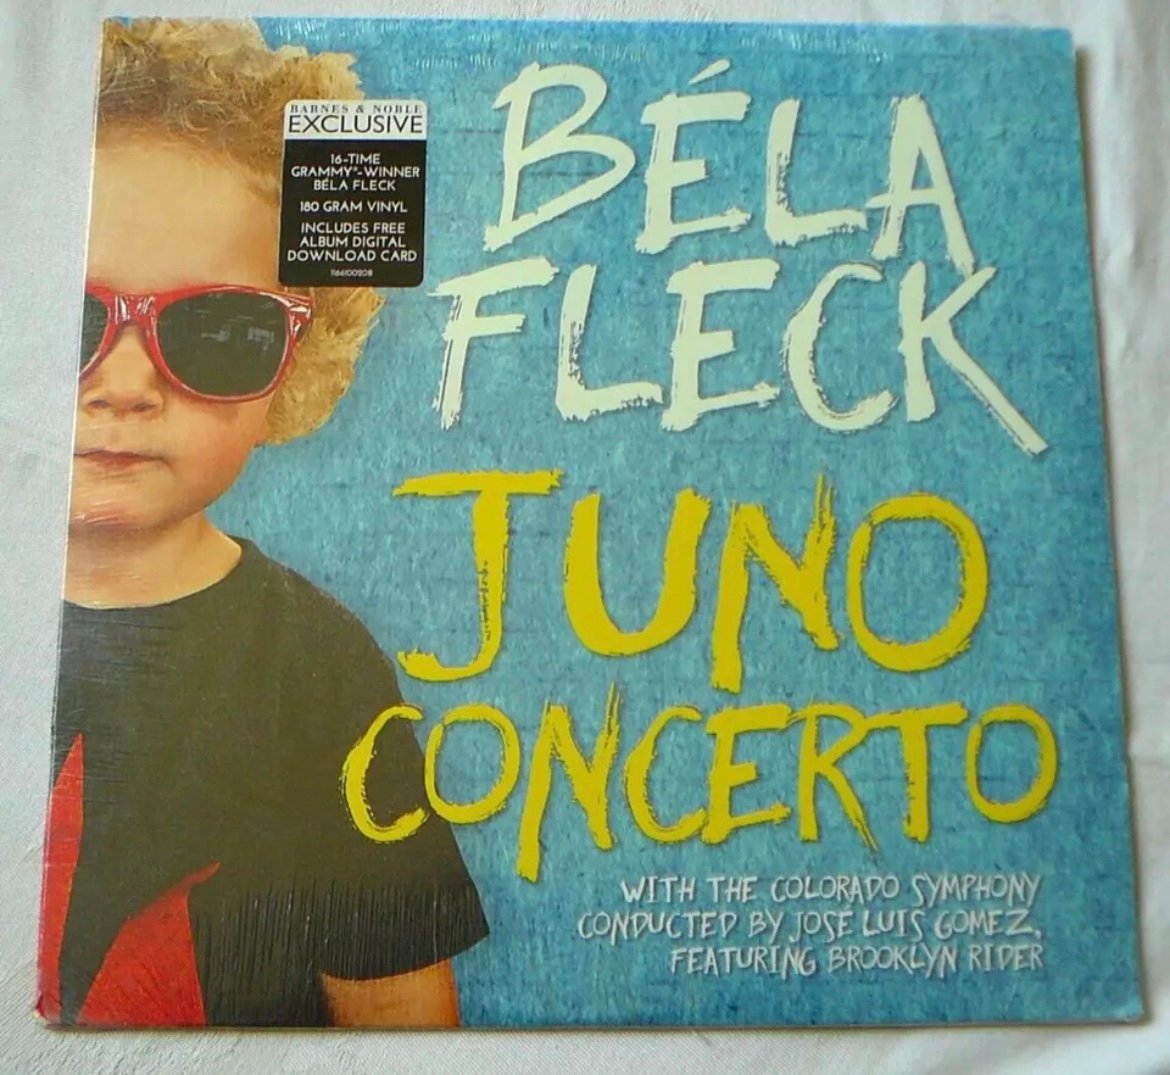 BARNES & NOBLE
EXCLUSIVE
16-TIME
GRAMMY®-WINNER
BÉLA FLECK
180 GRAM VINYL
INCLUDES FREE
ALBUM DIGITAL
DOWNLOAD CARD
1166100208
BÉLA
FLECK
JUNO
CONCERTO
WITH THE COLORADO SYMPHONY
CONDUCTED BY JOSÉ LUIS GOMEZ,
FEATURING BROOKLYN RIDER